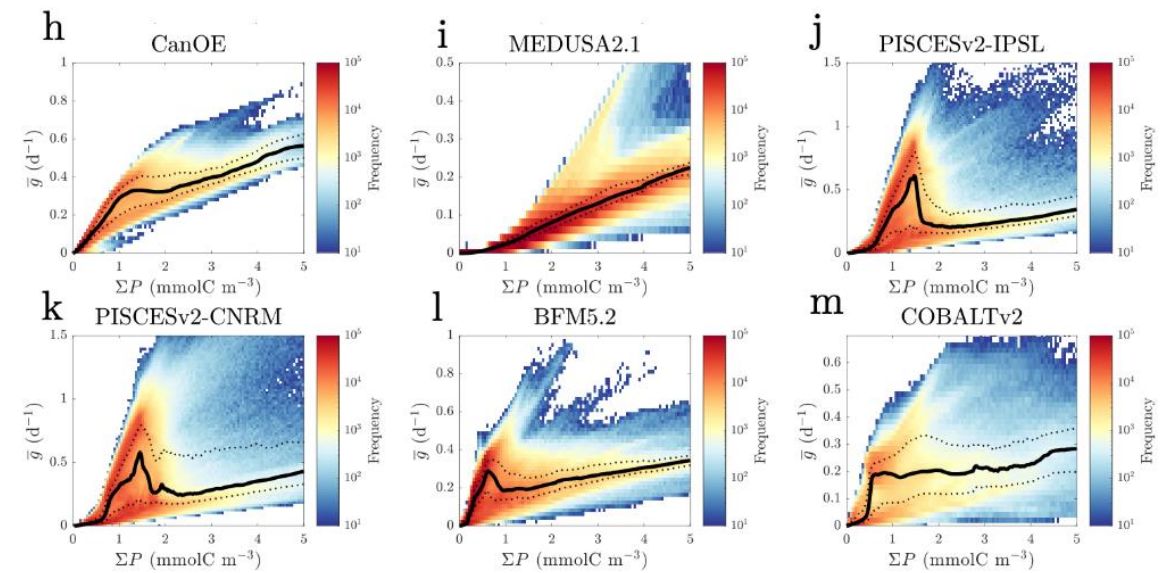 h
CanOE
1
0.8
0.6
0.4
0.2
0
g̅ (d⁻¹)
0 1 2 3 4 5
ΣP (mmolC m⁻³)
10⁵
10⁴
10³
10²
10¹
Frequency
i
MEDUSA2.1
0.5
0.4
0.3
0.2
0.1
0
g̅ (d⁻¹)
0 1 2 3 4 5
ΣP (mmolC m⁻³)
10⁵
10⁴
10³
10²
10¹
Frequency
j
PISCESv2-IPSL
1.5
1
0.5
0
g̅ (d⁻¹)
0 1 2 3 4 5
ΣP (mmolC m⁻³)
10⁵
10⁴
10³
10²
10¹
Frequency
k
PISCESv2-CNRM
1.5
1
0.5
0
g̅ (d⁻¹)
0 1 2 3 4 5
ΣP (mmolC m⁻³)
10⁵
10⁴
10³
10²
10¹
Frequency
l
BFM5.2
1
0.8
0.6
0.4
0.2
0
g̅ (d⁻¹)
0 1 2 3 4 5
ΣP (mmolC m⁻³)
10⁵
10⁴
10³
10²
10¹
Frequency
m
COBALTv2
0.6
0.5
0.4
0.3
0.2
0.1
0
g̅ (d⁻¹)
0 1 2 3 4 5
ΣP (mmolC m⁻³)
10⁵
10⁴
10³
10²
10¹
Frequency